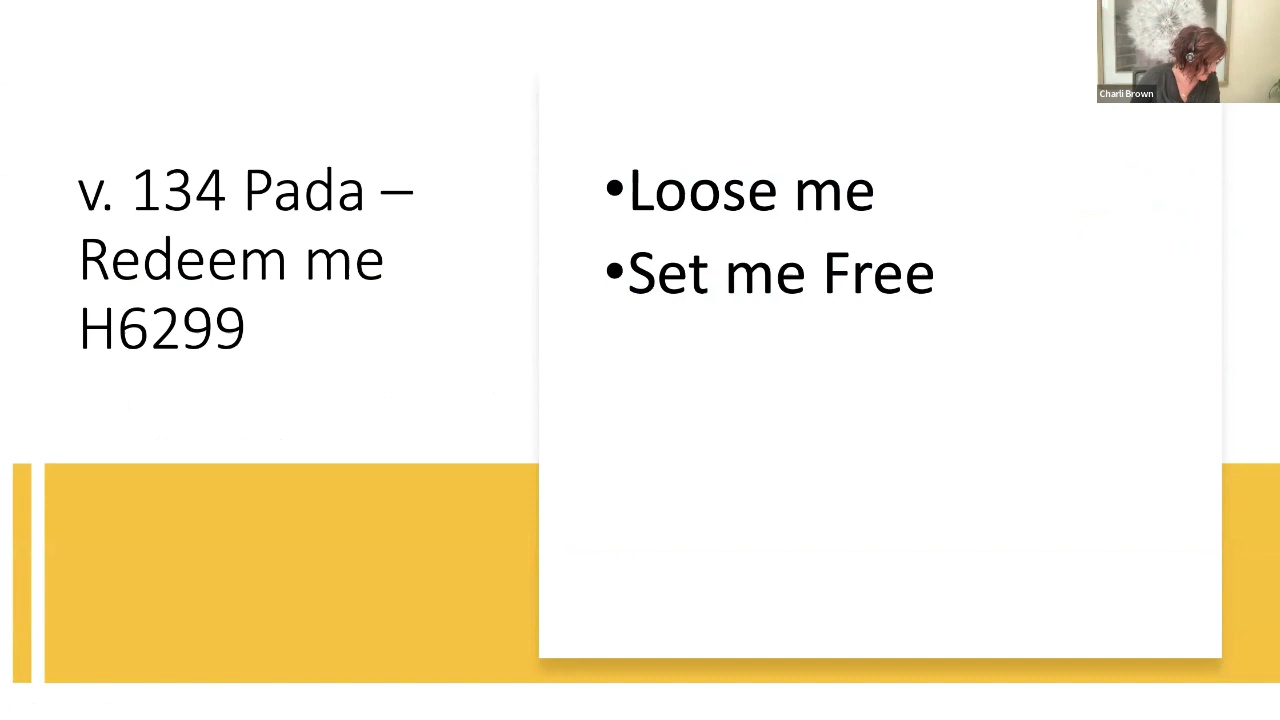 v. 134 Pada –
Redeem me
H6299
•Loose me
•Set me Free
Charli Brown